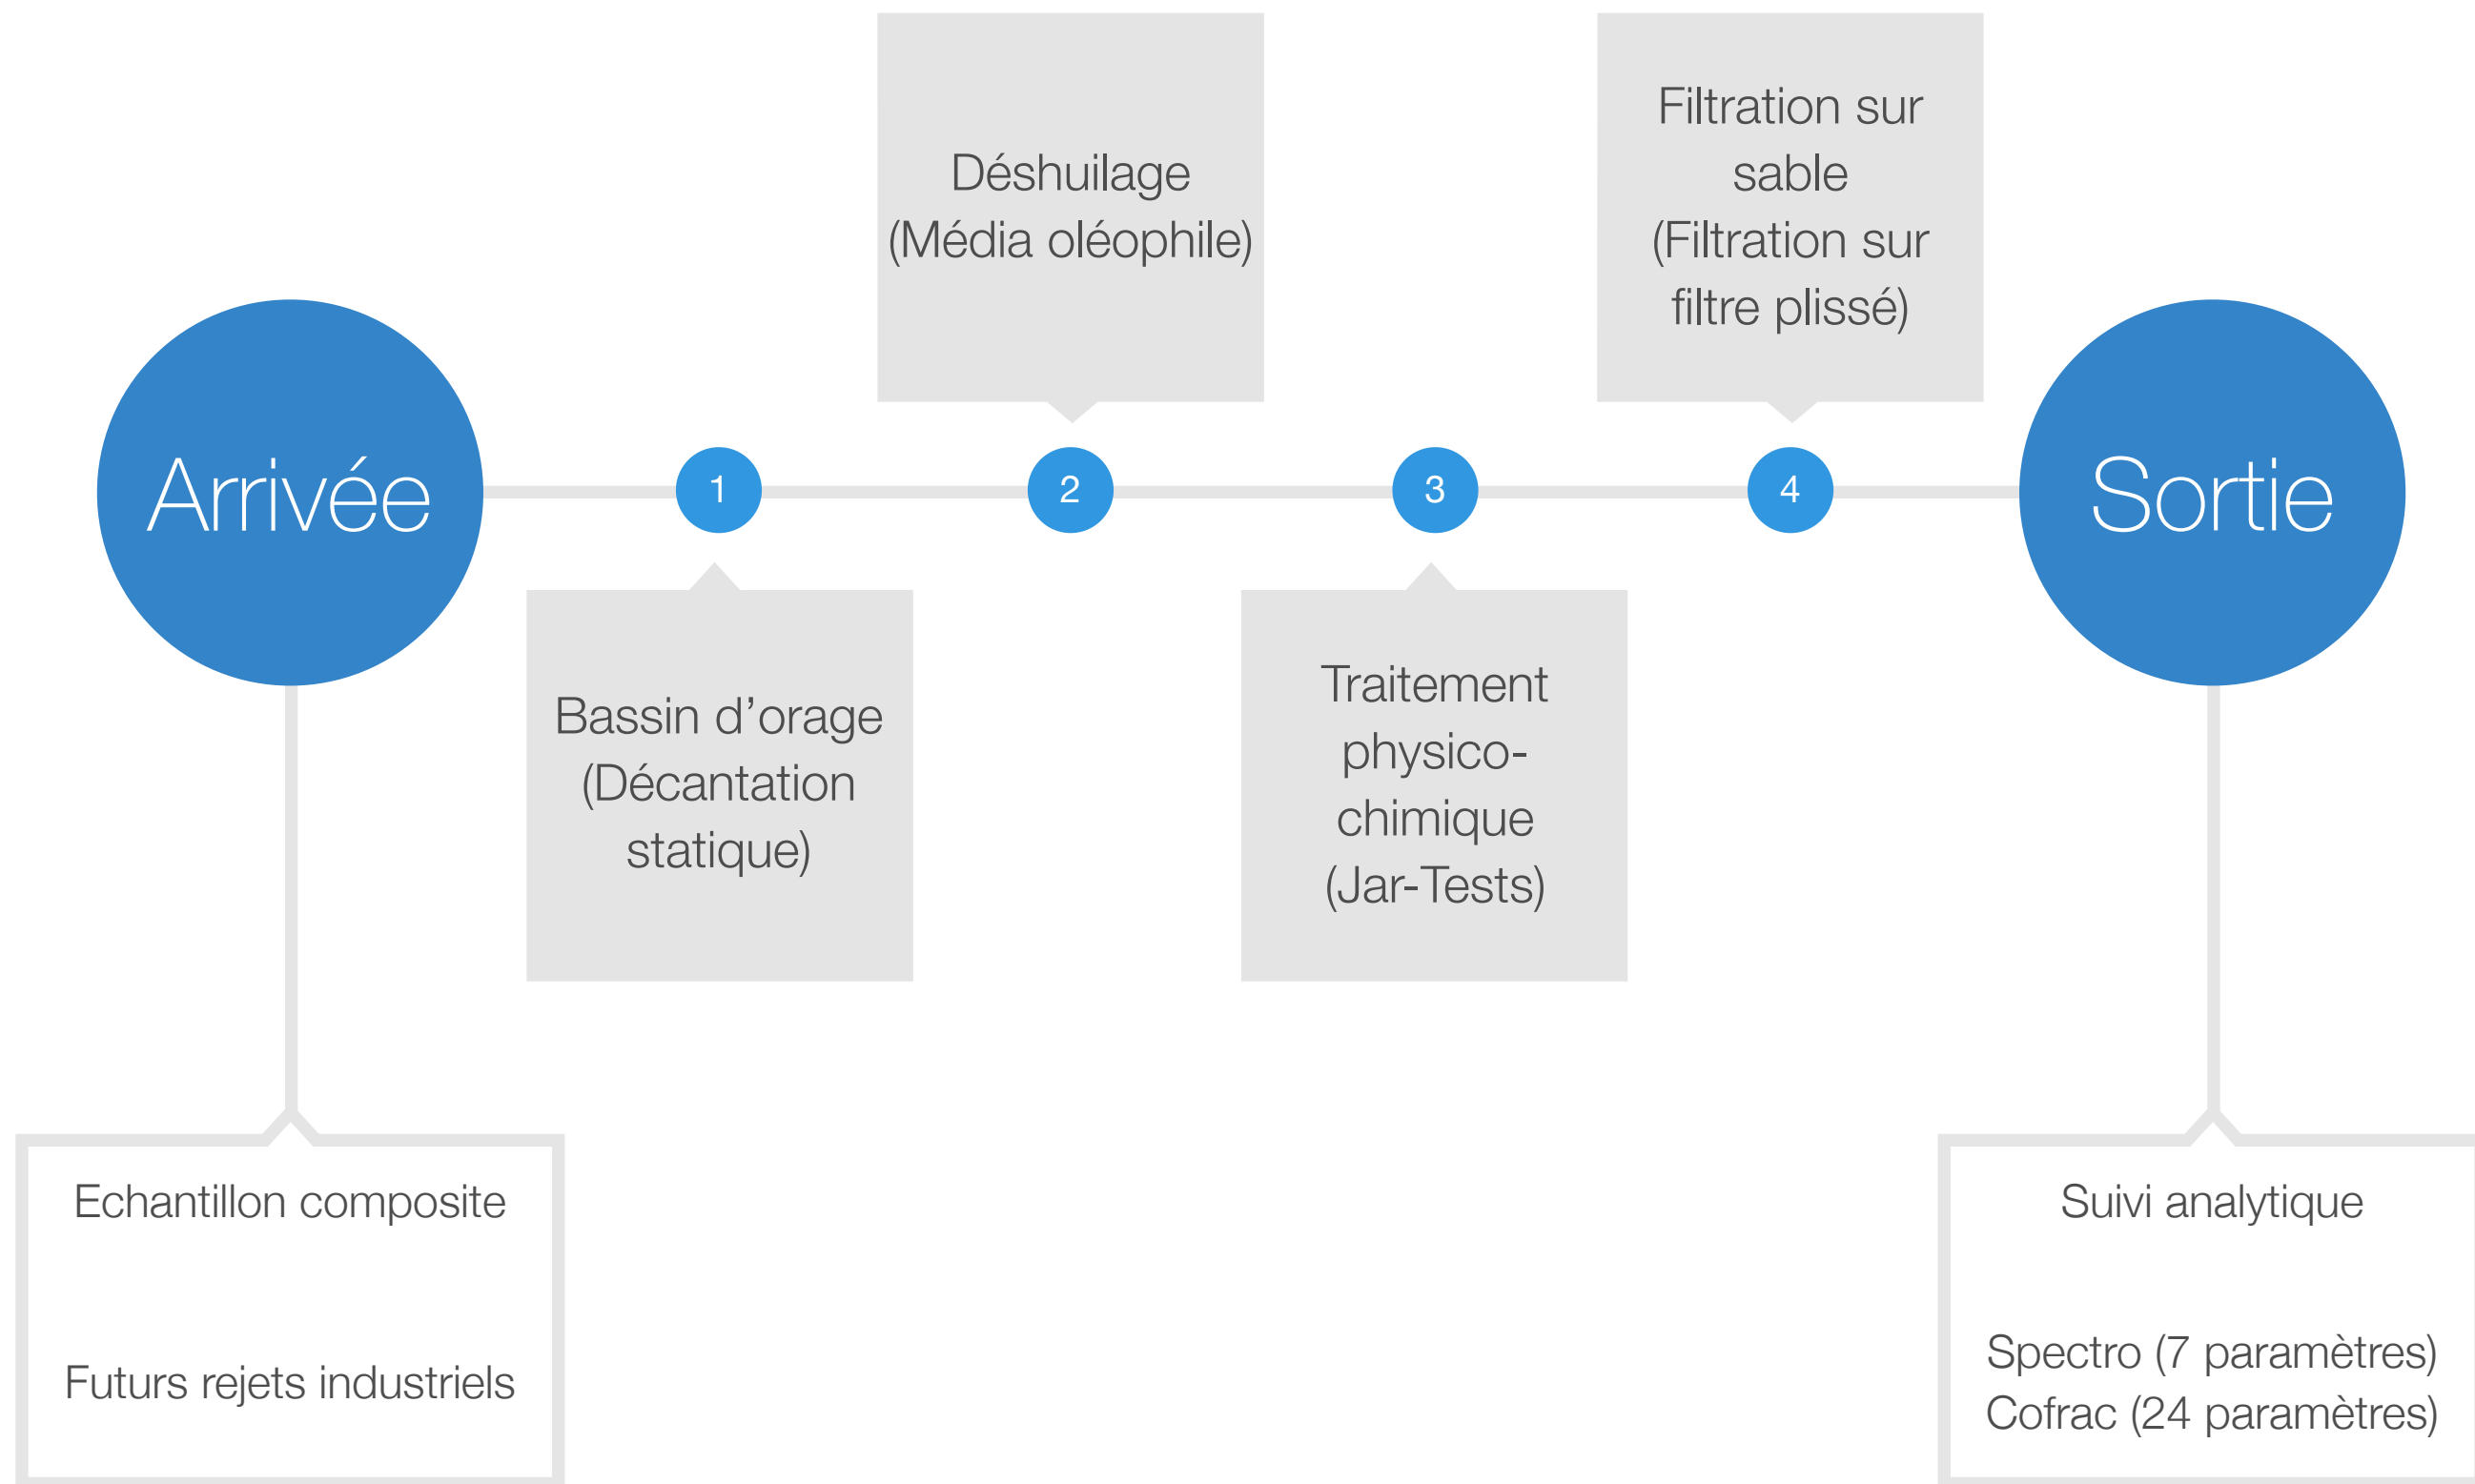 Déshuilage
(Média oléophile)
Filtration sur
sable
(Filtration sur
filtre plissé)
Arrivée
1
2
3
4
Sortie
Bassin d’orage
(Décantation
statique)
Traitement
physico-
chimique
(Jar-Tests)
Echantillon composite
Futurs rejets industriels
Suivi analytique
Spectro (7 paramètres)
Cofrac (24 paramètres)